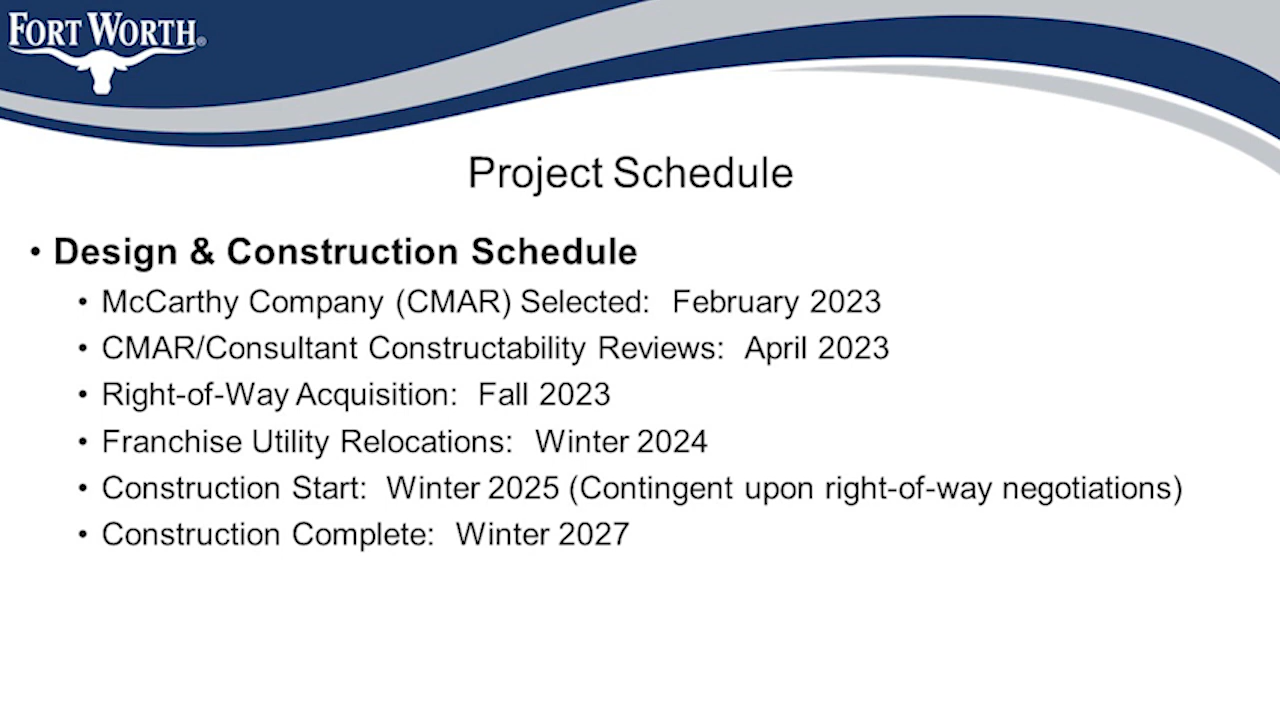 FORT WORTH®
Project Schedule
• Design & Construction Schedule
• McCarthy Company (CMAR) Selected: February 2023
• CMAR/Consultant Constructability Reviews: April 2023
• Right-of-Way Acquisition: Fall 2023
• Franchise Utility Relocations: Winter 2024
• Construction Start: Winter 2025 (Contingent upon right-of-way negotiations)
• Construction Complete: Winter 2027